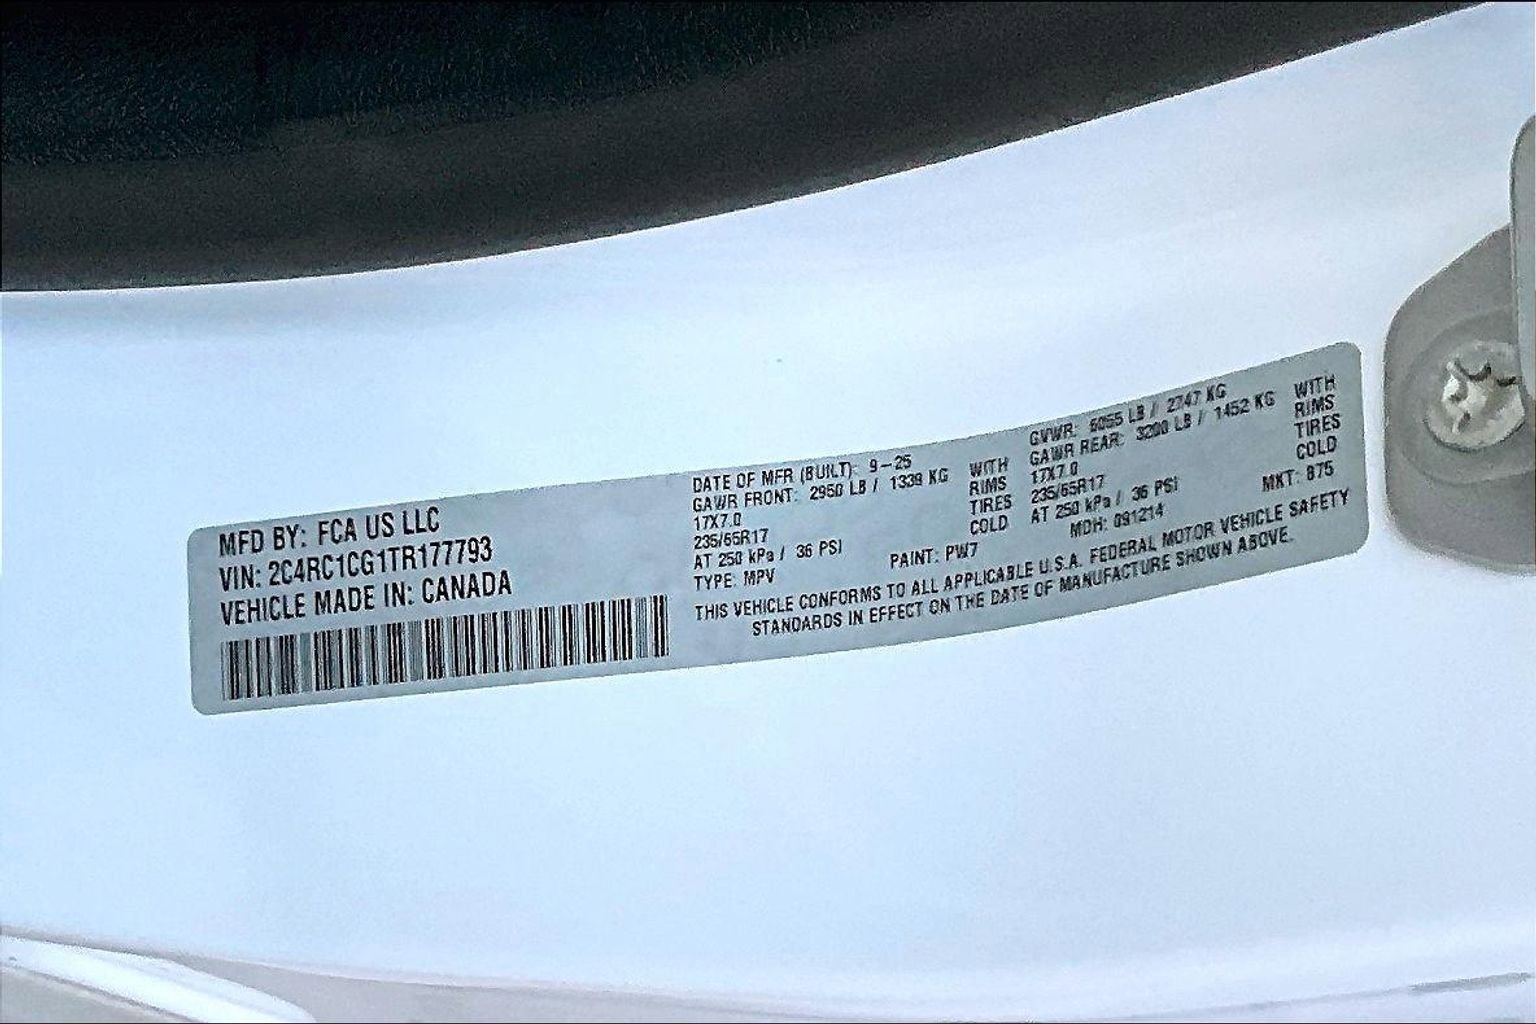 MFD BY: FCA US LLC
VIN: 2C4RC1CG1TR177793
VEHICLE MADE IN: CANADA
DATE OF MFR (BUILT): 9-25
GAWR FRONT: 2950 LB / 1339 KG WITH
17X7.0 RIMS
235/65R17 TIRES
AT 250 kPa / 36 PSI COLD
TYPE: MPV PAINT: PW7
GVWR: 6055 LB / 2747 KG
GAWR REAR: 3200 LB / 1452 KG WITH
17X7.0 RIMS
235/65R17 TIRES
AT 250 kPa / 36 PSI COLD
MDH: 091214 MKT: B75
THIS VEHICLE CONFORMS TO ALL APPLICABLE U.S.A. FEDERAL MOTOR VEHICLE SAFETY
STANDARDS IN EFFECT ON THE DATE OF MANUFACTURE SHOWN ABOVE.